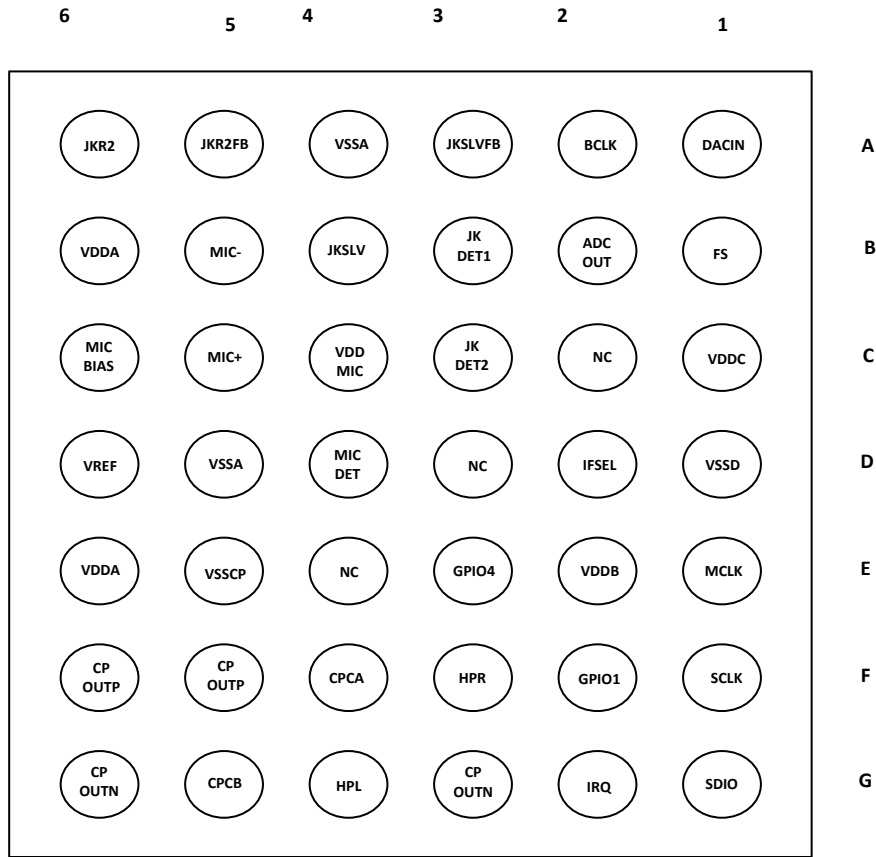 6 5 4 3 2 1
JKR2 JKR2FB VSSA JKSLVFB BCLK DACIN A
VDDA MIC- JKSLV JK DET1 ADC OUT FS B
MIC BIAS MIC+ VDD MIC JK DET2 NC VDDC C
VREF VSSA MIC DET NC IFSEL VSSD D
VDDA VSSCP NC GPIO4 VDDB MCLK E
CP OUTP CP OUTP CPCA HPR GPIO1 SCLK F
CP OUTN CPCB HPL CP OUTN IRQ SDIO G